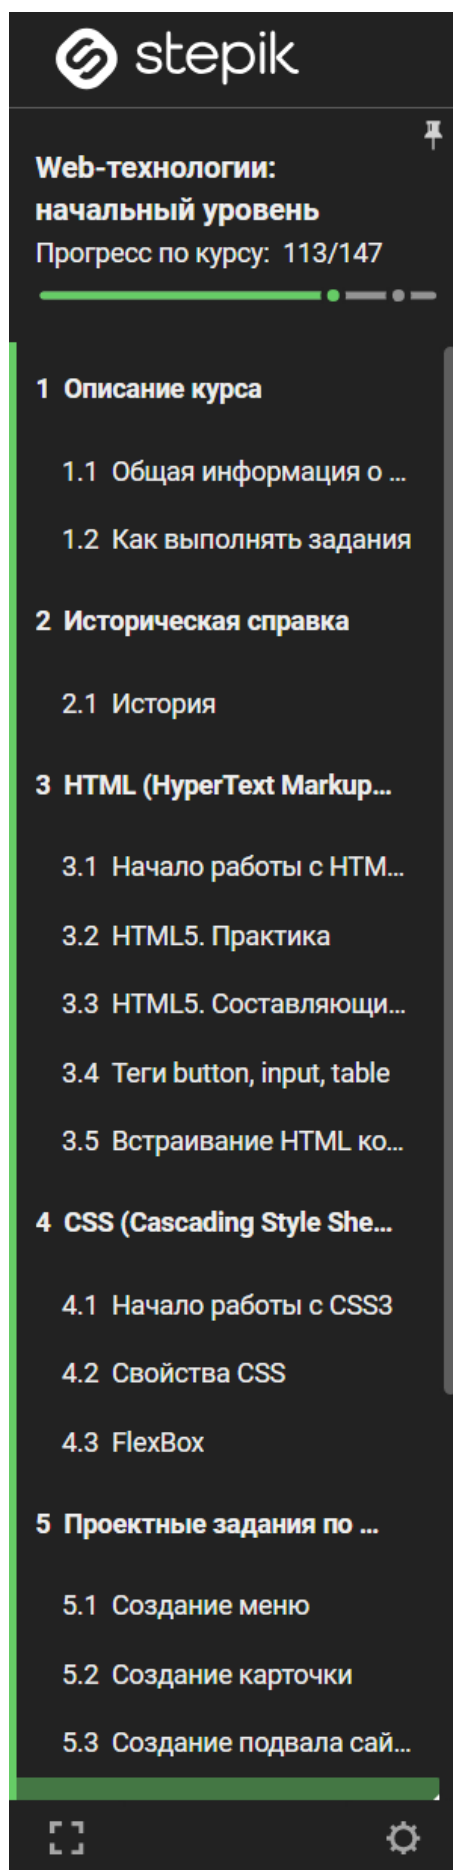 stepik
Web-технологии:
начальный уровень
Прогресс по курсу: 113/147
1 Описание курса
1.1 Общая информация о ...
1.2 Как выполнять задания
2 Историческая справка
2.1 История
3 HTML (HyperText Markup...
3.1 Начало работы с HTM...
3.2 HTML5. Практика
3.3 HTML5. Составляющи...
3.4 Теги button, input, table
3.5 Встраивание HTML ко...
4 CSS (Cascading Style She...
4.1 Начало работы с CSS3
4.2 Свойства CSS
4.3 FlexBox
5 Проектные задания по ...
5.1 Создание меню
5.2 Создание карточки
5.3 Создание подвала сай...